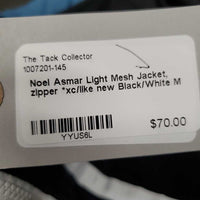 The Tack Collector
1007201-145
Noel Asmar Light Mesh Jacket,
zipper *xc/like new Black/White M
YYUS6L
$70.00